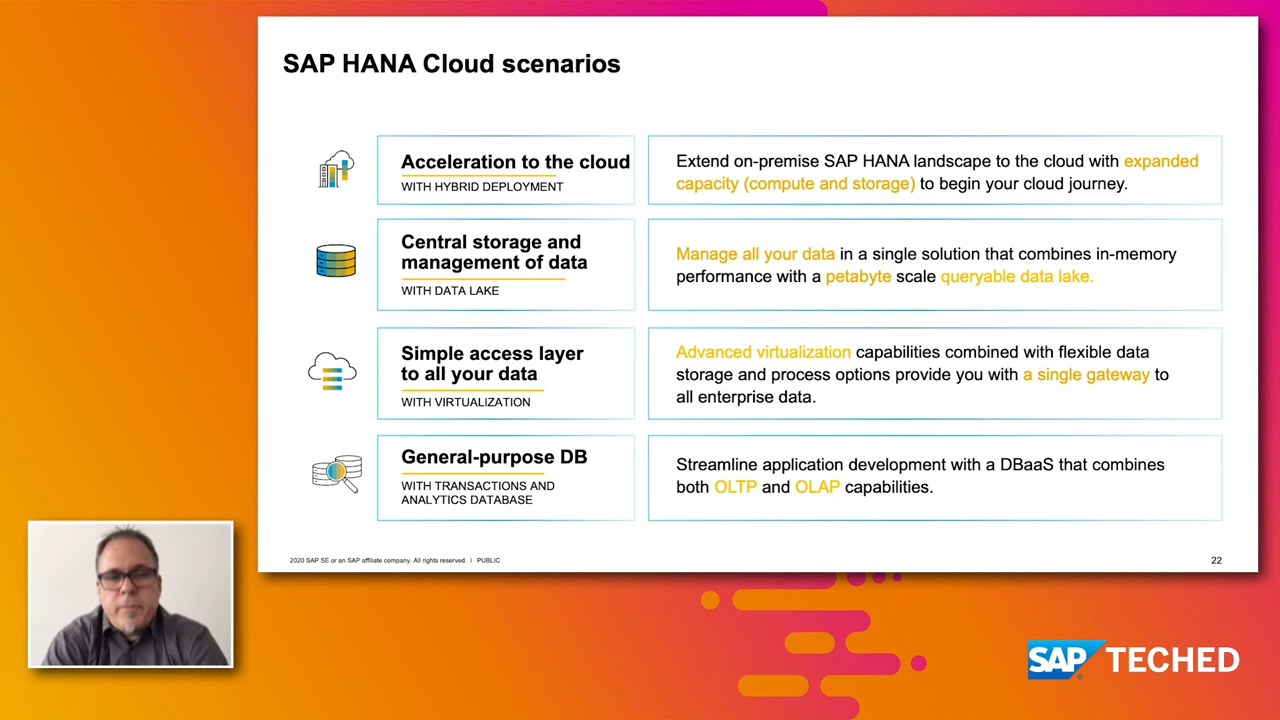 SAP HANA Cloud scenarios
Acceleration to the cloud
WITH HYBRID DEPLOYMENT
Extend on-premise SAP HANA landscape to the cloud with expanded
capacity (compute and storage) to begin your cloud journey.
Central storage and
management of data
WITH DATA LAKE
Manage all your data in a single solution that combines in-memory
performance with a petabyte scale queryable data lake.
Simple access layer
to all your data
WITH VIRTUALIZATION
Advanced virtualization capabilities combined with flexible data
storage and process options provide you with a single gateway to
all enterprise data.
General-purpose DB
WITH TRANSACTIONS AND
ANALYTICS DATABASE
Streamline application development with a DBaaS that combines
both OLTP and OLAP capabilities.
2020 SAP SE or an SAP affiliate company. All rights reserved. I PUBLIC
22
SAP® TECHED